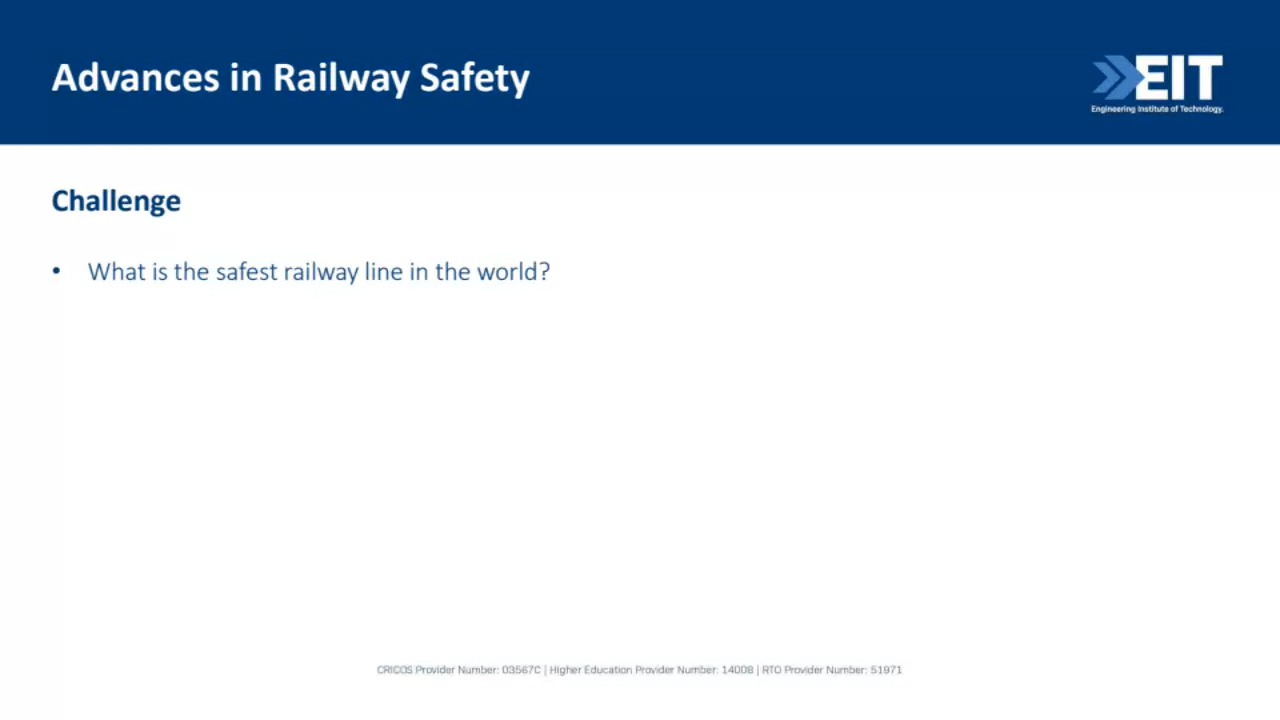 Advances in Railway Safety
EIT
Engineering Institute of Technology.
Challenge
• What is the safest railway line in the world?
CRICOS Provider Number: 03567C | Higher Education Provider Number: 14008 | RTO Provider Number: 51971